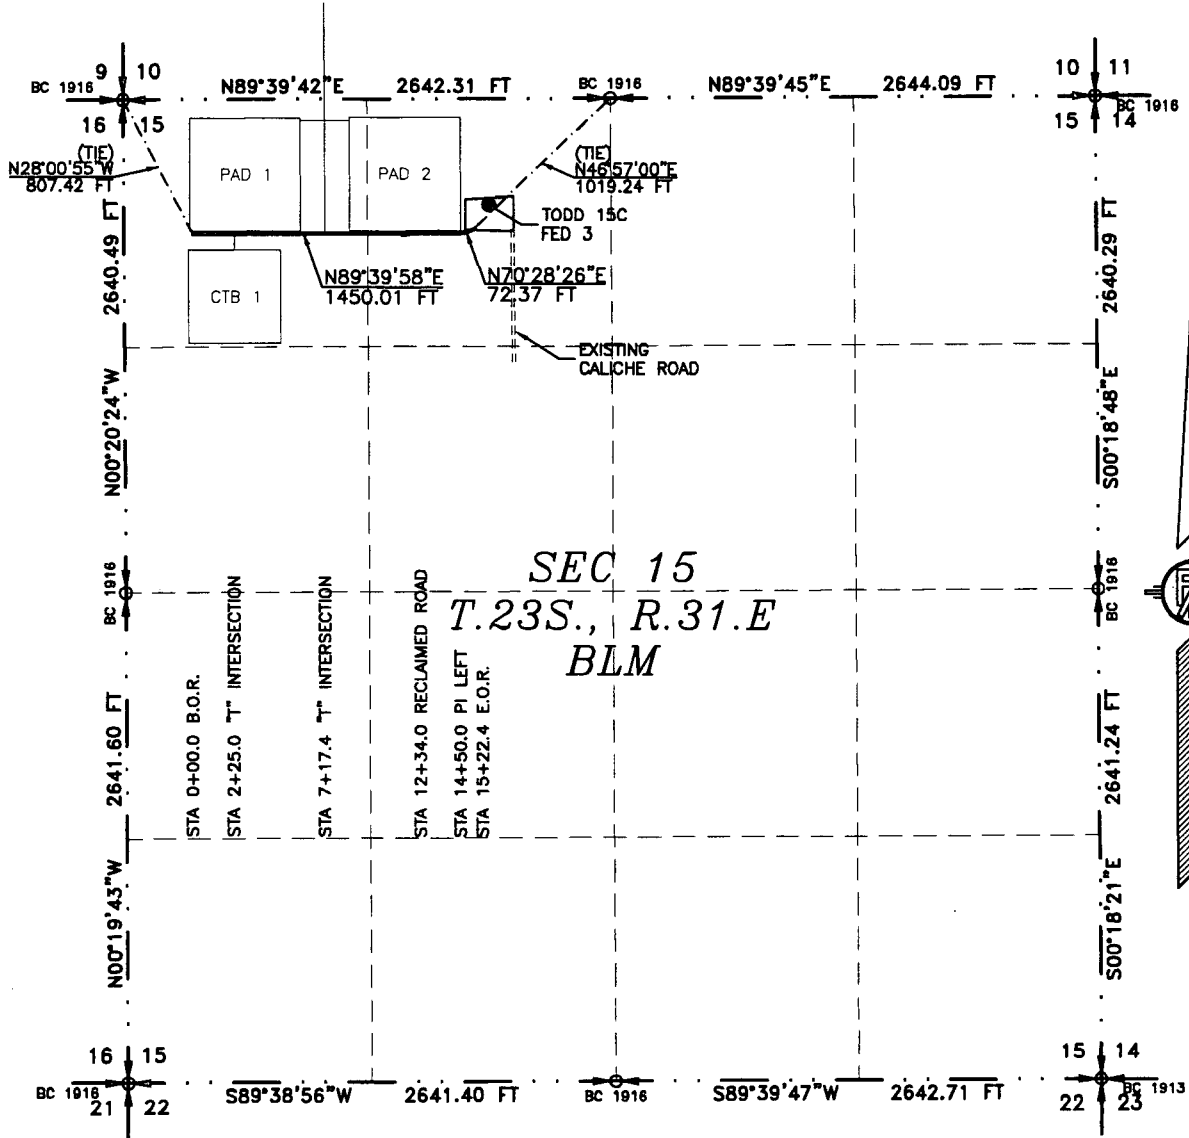 9 10
BC 1916
16 15
N89°39'42"E 2642.31 FT
BC 1916
N89°39'45"E 2644.09 FT
10 11
BC 1916
15 14
(TIE)
N28°00'55"W
807.42 FT
PAD 1
PAD 2
(TIE)
N46°57'00"E
1019.24 FT
TODD 15C
FED 3
N89°39'58"E
1450.01 FT
N70°28'26"E
72.37 FT
CTB 1
EXISTING
CALICHE ROAD
N00°20'24"W 2640.49 FT
S00°18'48"E 2640.29 FT
BC 1916
BC 1916
SEC 15
T.23S., R.31.E
BLM
STA 0+00.0 B.O.R.
STA 2+25.0 "T" INTERSECTION
STA 7+17.4 "T" INTERSECTION
STA 12+34.0 RECLAIMED ROAD
STA 14+50.0 PI LEFT
STA 15+22.4 E.O.R.
N00°19'43"W 2641.60 FT
S00°18'21"E 2641.24 FT
16 15
BC 1916
21 22
S89°38'56"W 2641.40 FT
BC 1916
S89°39'47"W 2642.71 FT
15 14
BC 1913
22 23